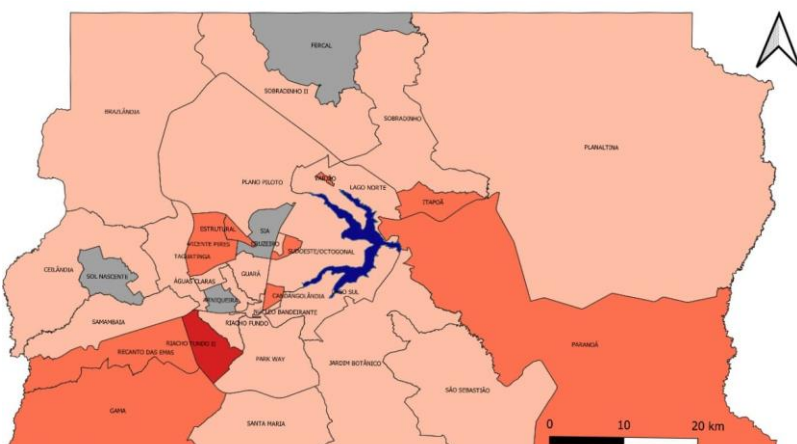 FERCAL
SOBRADINHO II
BRAZLÂNDIA
SOBRADINHO
PLANALTINA
PLANO PILOTO
VARJÃO
LAGO NORTE
ITAPOÃ
ESTRUTURAL
SIA
VICENTE PIRES
CRUZEIRO
SUDOESTE/OCTOGONAL
TAGUATINGA
CEILÂNDIA
SOL NASCENTE
GUARÁ
ÁGUAS CLARAS
CANDANGOLÂNDIA
SUL
ARNIQUEIRA
NÚCLEO BANDEIRANTE
SAMAMBAIA
RIACHO FUNDO
RIACHO FUNDO II
RECANTO DAS EMAS
PARK WAY
JARDIM BOTÂNICO
PARANOÁ
SÃO SEBASTIÃO
GAMA
SANTA MARIA
0 10 20 km